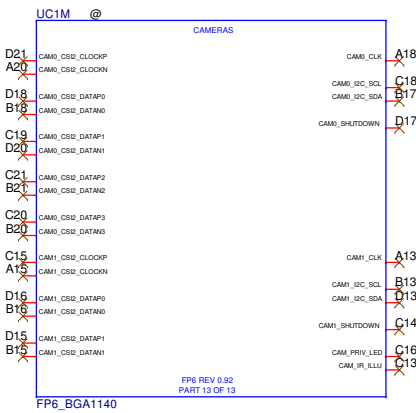 UC1M @
CAMERAS
D21 CAM0_CSI2_CLOCKP CAM0_CLK A18
A20 CAM0_CSI2_CLOCKN
CAM0_I2C_SCL C18
D18 CAM0_CSI2_DATAP0 CAM0_I2C_SDA B17
B18 CAM0_CSI2_DATAN0
CAM0_SHUTDOWN D17
C19 CAM0_CSI2_DATAP1
D20 CAM0_CSI2_DATAN1
C21 CAM0_CSI2_DATAP2
B21 CAM0_CSI2_DATAN2
C20 CAM0_CSI2_DATAP3
B20 CAM0_CSI2_DATAN3
C15 CAM1_CSI2_CLOCKP CAM1_CLK A13
A15 CAM1_CSI2_CLOCKN
CAM1_I2C_SCL B13
D16 CAM1_CSI2_DATAP0 CAM1_I2C_SDA D13
B16 CAM1_CSI2_DATAN0
CAM1_SHUTDOWN C14
D15 CAM1_CSI2_DATAP1
B15 CAM1_CSI2_DATAN1 CAM_PRIV_LED C16
CAM_IR_ILLU C13
FP6 REV 0.92
PART 13 OF 13
FP6_BGA1140